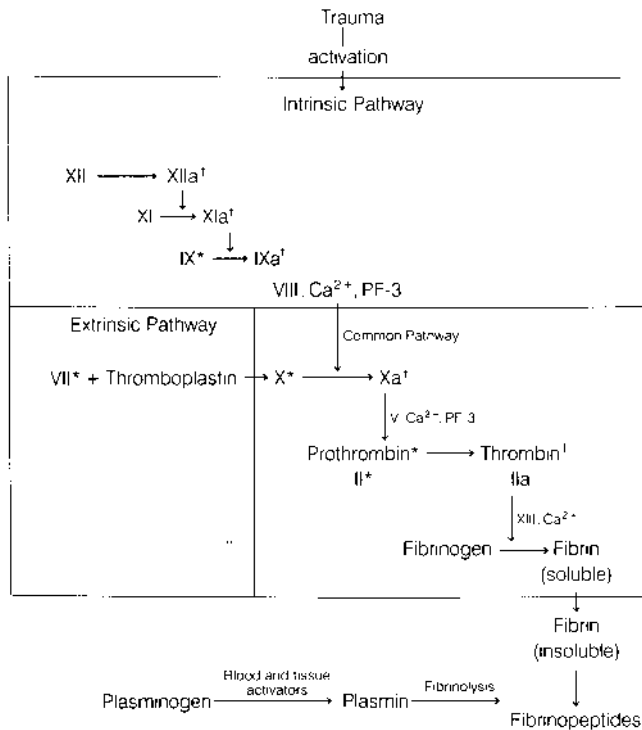 Trauma
activation
Intrinsic Pathway
XII XIIa†
XI XIa†
IX* IXa†
VIII. Ca²⁺, PF-3
Extrinsic Pathway
Common Pathway
VII* + Thromboplastin X* Xa†
V. Ca²⁺. PF-3
Prothrombin* Thrombin†
II* IIa
XIII. Ca²⁺
Fibrinogen Fibrin
(soluble)
Fibrin
(insoluble)
Blood and tissue
activators
Fibrinolysis
Plasminogen Plasmin
Fibrinopeptides